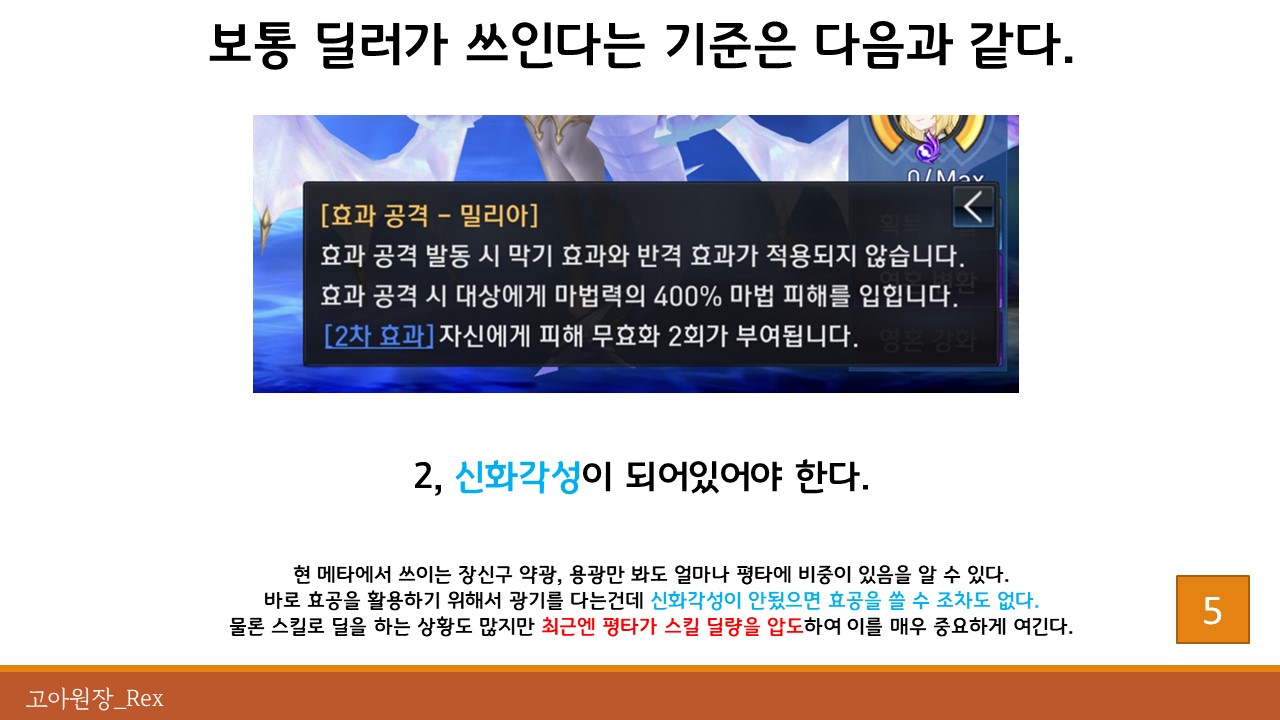 보통 딜러가 쓰인다는 기준은 다음과 같다.
0/Max
[효과 공격 - 밀리아]
효과 공격 발동 시 막기 효과와 반격 효과가 적용되지 않습니다.
효과 공격 시 대상에게 마법력의 400% 마법 피해를 입힙니다.
[2차 효과]자신에게 피해 무효화 2회가 부여됩니다.
영혼 강화
2, 신화각성이 되어있어야 한다.
현 메타에서 쓰이는 장신구 약광, 용광만 봐도 얼마나 평타에 비중이 있음을 알 수 있다.
바로 효공을 활용하기 위해서 광기를 다는건데 신화각성이 안됬으면 효공을 쓸 수 조차도 없다.
물론 스킬로 딜을 하는 상황도 많지만 최근엔 평타가 스킬 딜량을 압도하여 이를 매우 중요하게 여긴다.
5
고아원장_Rex